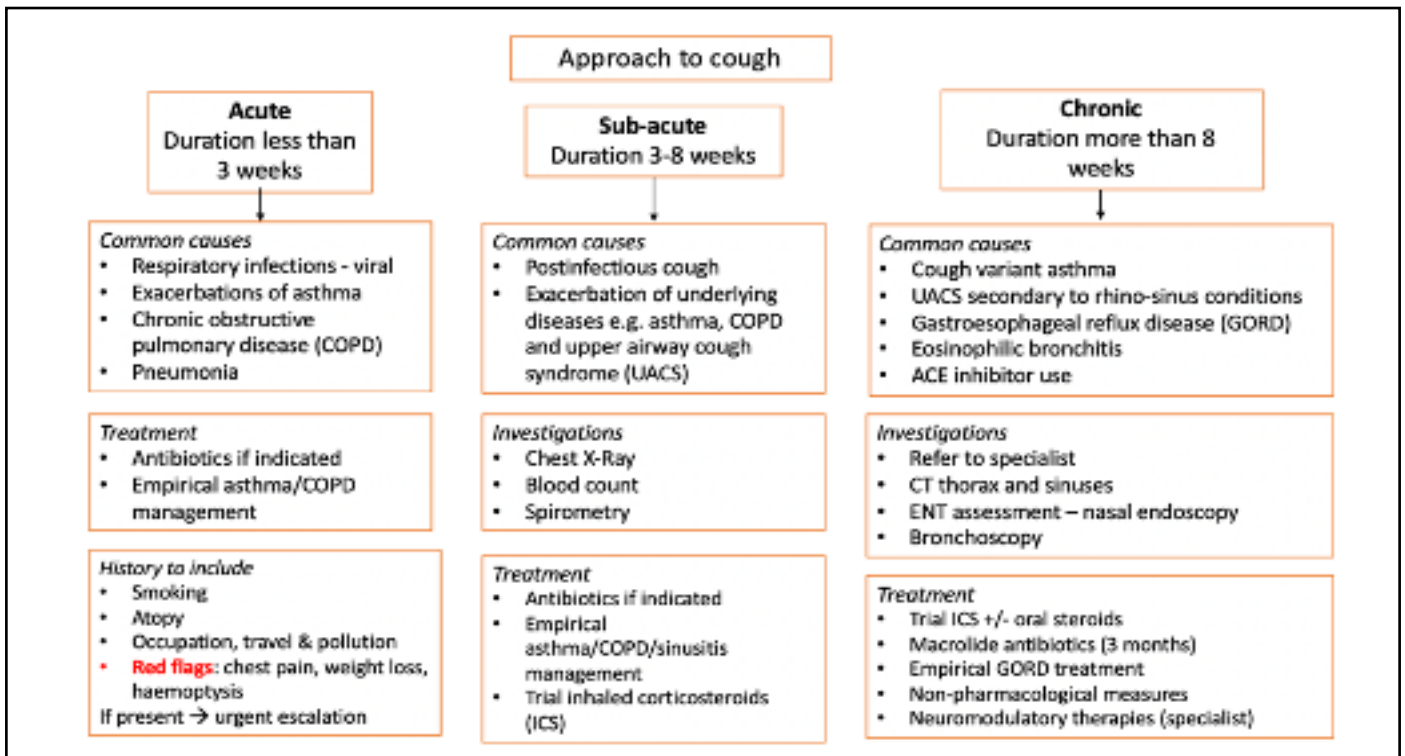 Approach to cough
Acute
Duration less than
3 weeks
Common causes
• Respiratory infections - viral
• Exacerbations of asthma
• Chronic obstructive
pulmonary disease (COPD)
• Pneumonia
Treatment
• Antibiotics if indicated
• Empirical asthma/COPD
management
History to include
• Smoking
• Atopy
• Occupation, travel & pollution
• Red flags: chest pain, weight loss,
haemoptysis
If present → urgent escalation
Sub-acute
Duration 3-8 weeks
Common causes
• Postinfectious cough
• Exacerbation of underlying
diseases e.g. asthma, COPD
and upper airway cough
syndrome (UACS)
Investigations
• Chest X-Ray
• Blood count
• Spirometry
Treatment
• Antibiotics if indicated
• Empirical
asthma/COPD/sinusitis
management
• Trial inhaled corticosteroids
(ICS)
Chronic
Duration more than 8
weeks
Common causes
• Cough variant asthma
• UACS secondary to rhino-sinus conditions
• Gastroesophageal reflux disease (GORD)
• Eosinophilic bronchitis
• ACE inhibitor use
Investigations
• Refer to specialist
• CT thorax and sinuses
• ENT assessment – nasal endoscopy
• Bronchoscopy
Treatment
• Trial ICS +/- oral steroids
• Macrolide antibiotics (3 months)
• Empirical GORD treatment
• Non-pharmacological measures
• Neuromodulatory therapies (specialist)